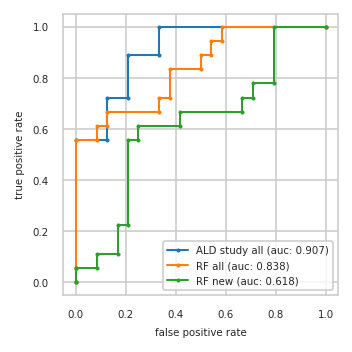 1.0
0.8
0.6
0.4
0.2
0.0
true positive rate
ALD study all (auc: 0.907)
RF all (auc: 0.838)
RF new (auc: 0.618)
0.0 0.2 0.4 0.6 0.8 1.0
false positive rate